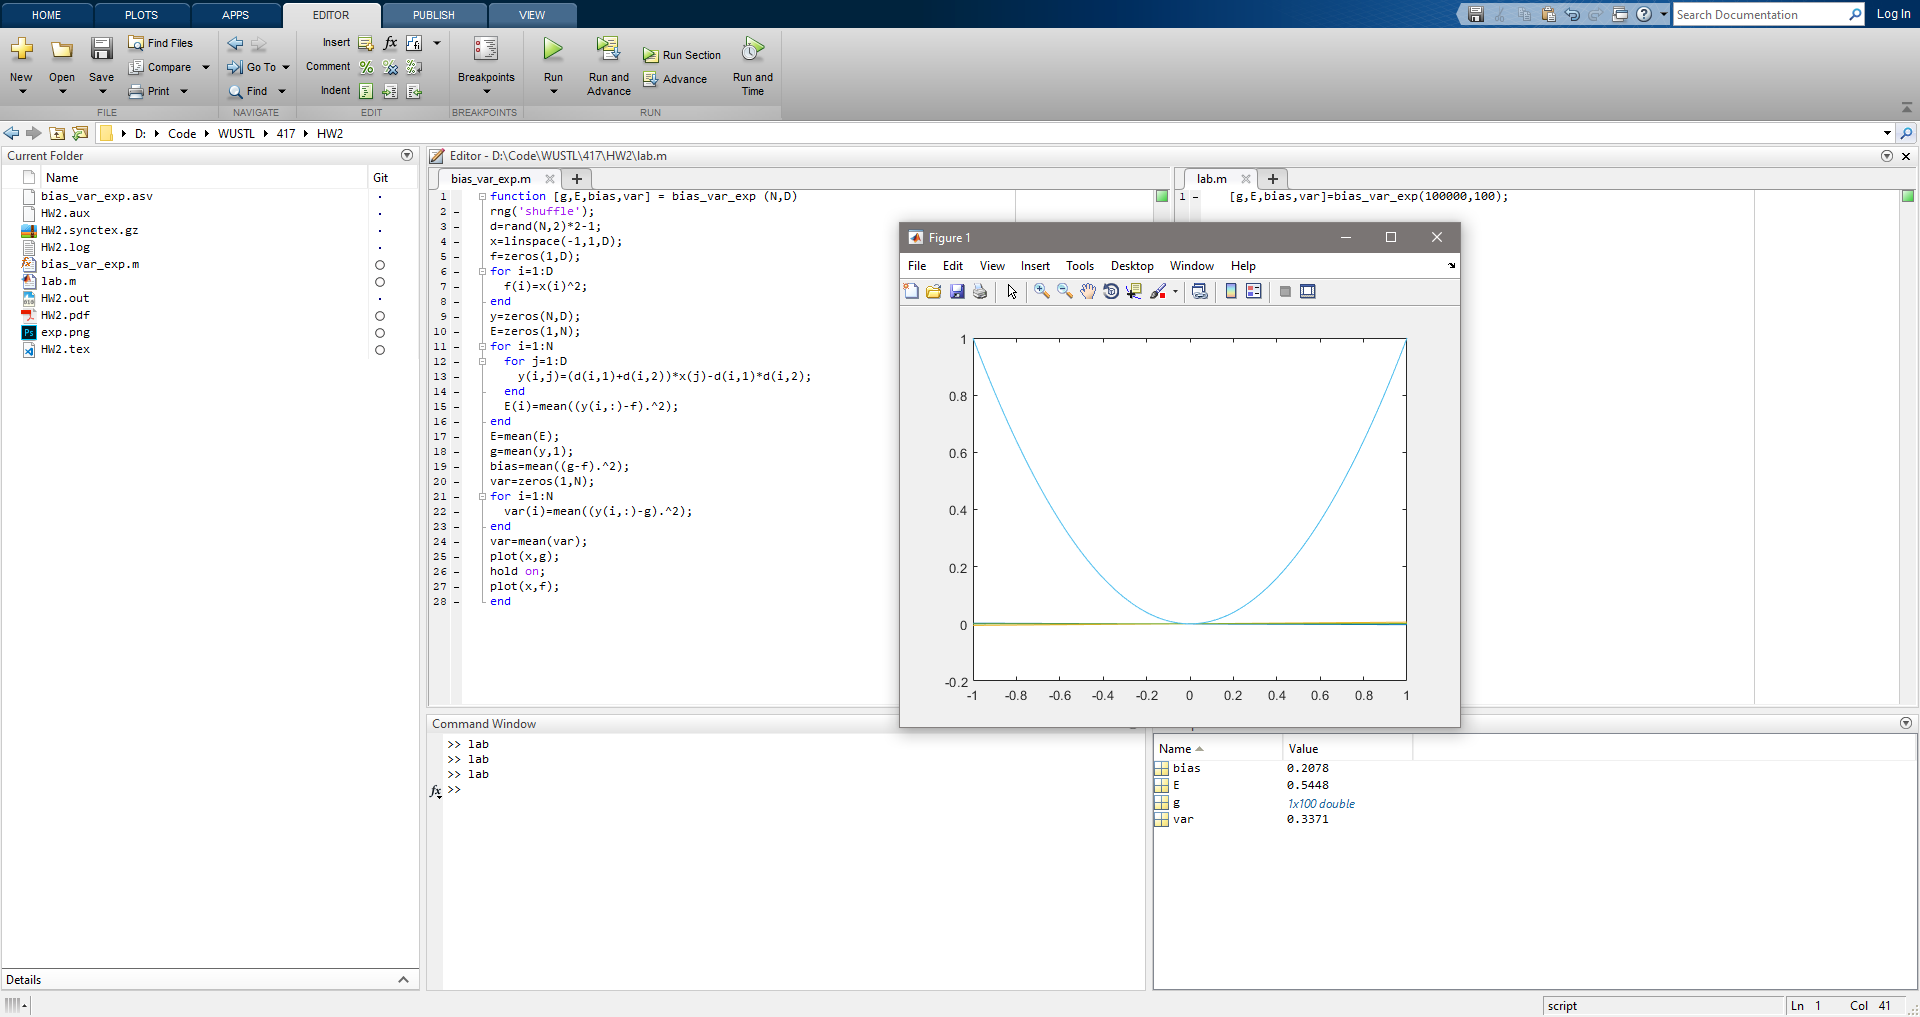 HOME PLOTS APPS EDITOR PUBLISH VIEW Search Documentation Log In
New Open Save Find Files Compare Print
Go To Find
Insert fx
Comment
Indent
Breakpoints
Run Run and Advance Run Section Advance Run and Time
FILE NAVIGATE EDIT BREAKPOINTS RUN
D: Code WUSTL 417 HW2
Current Folder
Name Git
bias_var_exp.asv
HW2.aux
HW2.synctex.gz
HW2.log
bias_var_exp.m
lab.m
HW2.out
HW2.pdf
exp.png
HW2.tex
Details
Editor - D:\Code\WUSTL\417\HW2\lab.m
bias_var_exp.m
1 function [g,E,bias,var] = bias_var_exp (N,D)
2 – rng('shuffle');
3 – d=rand(N,2)*2-1;
4 – x=linspace(-1,1,D);
5 – f=zeros(1,D);
6 – for i=1:D
7 – f(i)=x(i)^2;
8 – end
9 – y=zeros(N,D);
10 – E=zeros(1,N);
11 – for i=1:N
12 – for j=1:D
13 – y(i,j)=(d(i,1)+d(i,2))*x(j)-d(i,1)*d(i,2);
14 – end
15 – E(i)=mean((y(i,:)-f).^2);
16 – end
17 – E=mean(E);
18 – g=mean(y,1);
19 – bias=mean((g-f).^2);
20 – var=zeros(1,N);
21 – for i=1:N
22 – var(i)=mean((y(i,:)-g).^2);
23 – end
24 – var=mean(var);
25 – plot(x,g);
26 – hold on;
27 – plot(x,f);
28 – end
lab.m
1 – [g,E,bias,var]=bias_var_exp(100000,100);
Figure 1
File Edit View Insert Tools Desktop Window Help
1
0.8
0.6
0.4
0.2
0
-0.2
-1 -0.8 -0.6 -0.4 -0.2 0 0.2 0.4 0.6 0.8 1
Command Window
>> lab
>> lab
>> lab
fx >>
Name Value
bias 0.2078
E 0.5448
g 1x100 double
var 0.3371
script Ln 1 Col 41